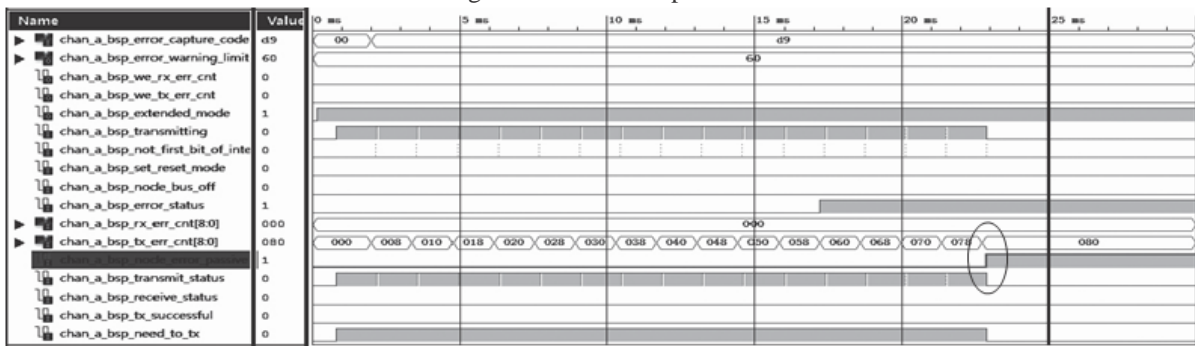 Name Value 0 ms 5 ms 10 ms 15 ms 20 ms 25 ms
chan_a_bsp_error_capture_code d9 00 d9
chan_a_bsp_error_warning_limit 60 60
chan_a_bsp_we_rx_err_cnt 0
chan_a_bsp_we_tx_err_cnt 0
chan_a_bsp_extended_mode 1
chan_a_bsp_transmitting 0
chan_a_bsp_not_first_bit_of_inte 0
chan_a_bsp_set_reset_mode 0
chan_a_bsp_node_bus_off 0
chan_a_bsp_error_status 1
chan_a_bsp_rx_err_cnt[8:0] 000 000
chan_a_bsp_tx_err_cnt[8:0] 080 000 008 010 018 020 028 030 038 040 048 050 058 060 068 070 078 080
chan_a_bsp_node_error_passive 1
chan_a_bsp_transmit_status 0
chan_a_bsp_receive_status 0
chan_a_bsp_tx_successful 0
chan_a_bsp_need_to_tx 0